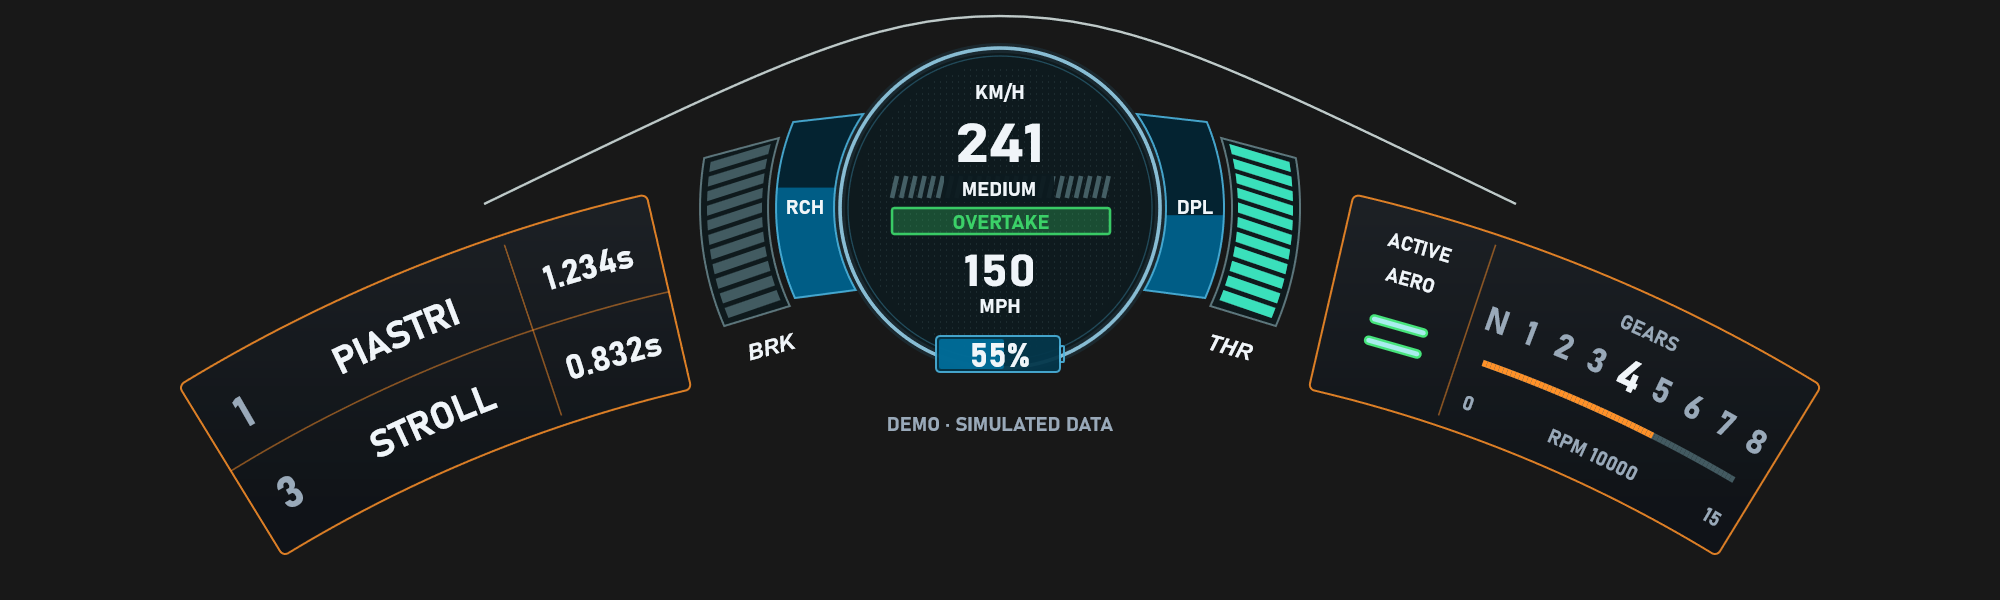 1 PIASTRI 1.234s
3 STROLL 0.832s
BRK
RCH
KM/H
241
MEDIUM
OVERTAKE
150
MPH
55%
DPL
THR
DEMO · SIMULATED DATA
ACTIVE
AERO
GEARS
N 1 2 3 4 5 6 7 8
0
RPM 10000
15